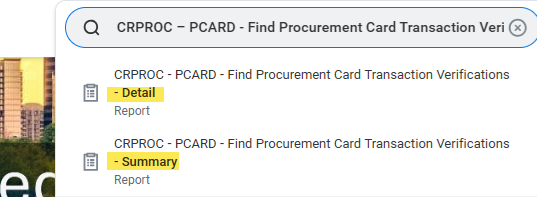 CRPROC – PCARD - Find Procurement Card Transaction Veri
CRPROC - PCARD - Find Procurement Card Transaction Verifications
- Detail
Report
CRPROC - PCARD - Find Procurement Card Transaction Verifications
- Summary
Report